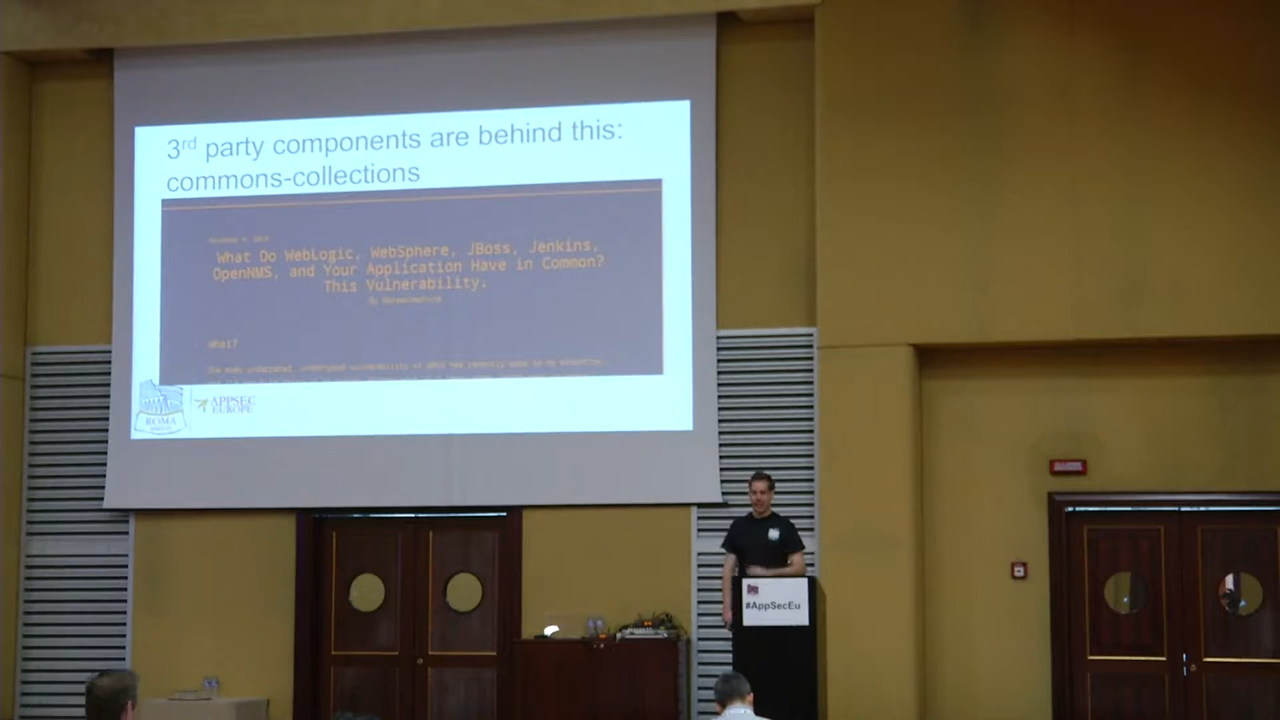 3rd party components are behind this:
commons-collections
What Do WebLogic, WebSphere, JBoss, Jenkins,
OpenNMS, and Your Application Have in Common?
This Vulnerability.
What?
ROMA
APPSEC
EUROPE
#AppSecEu